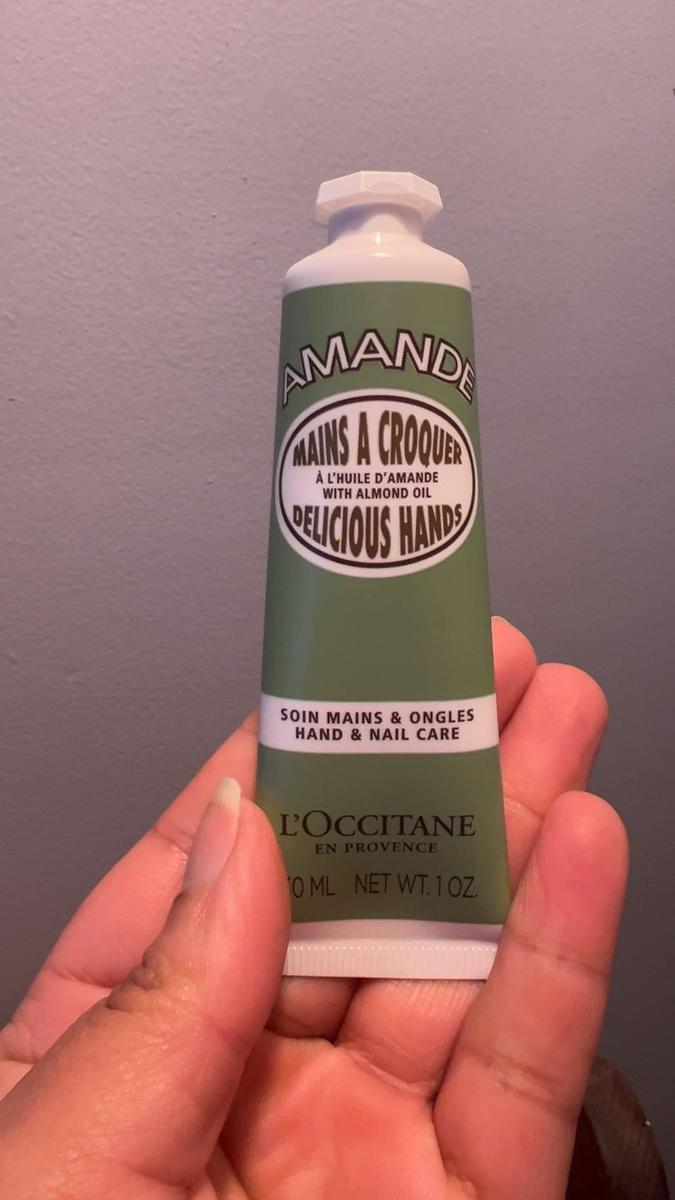 AMANDE
MAINS A CROQUER
À L'HUILE D'AMANDE
WITH ALMOND OIL
DELICIOUS HANDS
SOIN MAINS & ONGLES
HAND & NAIL CARE
L'OCCITANE
EN PROVENCE
ML NET WT. 1 OZ.